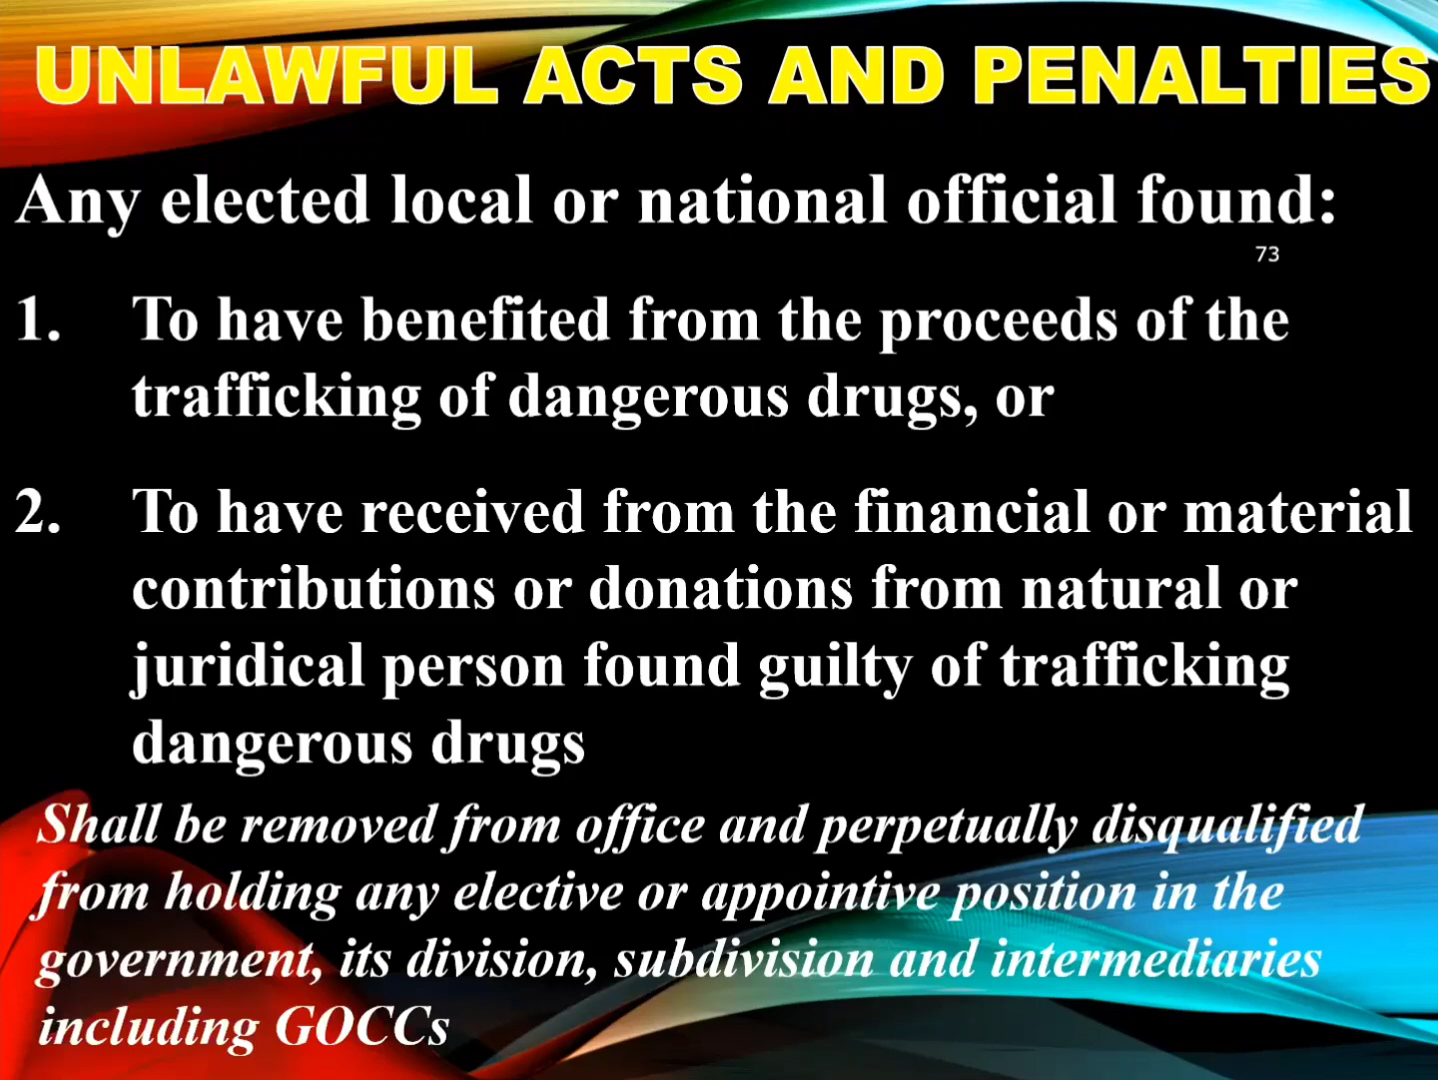 UNLAWFUL ACTS AND PENALTIES
Any elected local or national official found:
73
1. To have benefited from the proceeds of the
trafficking of dangerous drugs, or
2. To have received from the financial or material
contributions or donations from natural or
juridical person found guilty of trafficking
dangerous drugs
Shall be removed from office and perpetually disqualified
from holding any elective or appointive position in the
government, its division, subdivision and intermediaries
including GOCCs